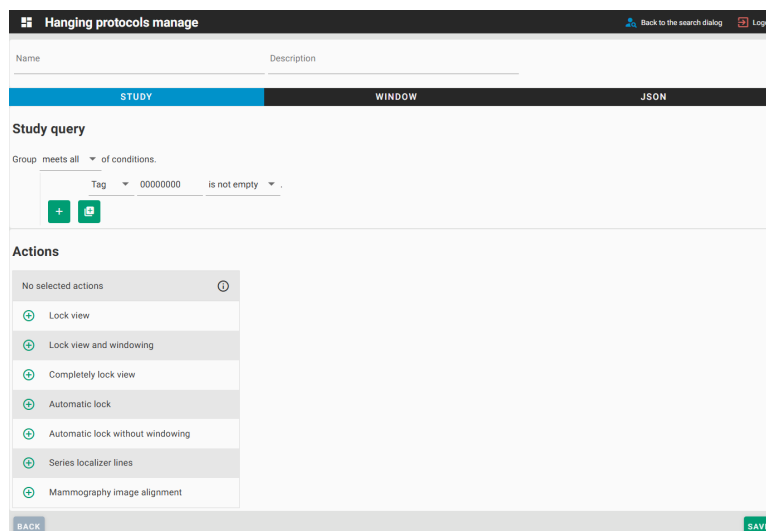 Hanging protocols manage
Back to the search dialog
Name
Description
STUDY
WINDOW
JSON
Study query
Group meets all of conditions.
Tag 00000000 is not empty .
Actions
No selected actions
Lock view
Lock view and windowing
Completely lock view
Automatic lock
Automatic lock without windowing
Series localizer lines
Mammography image alignment
BACK
SAVE